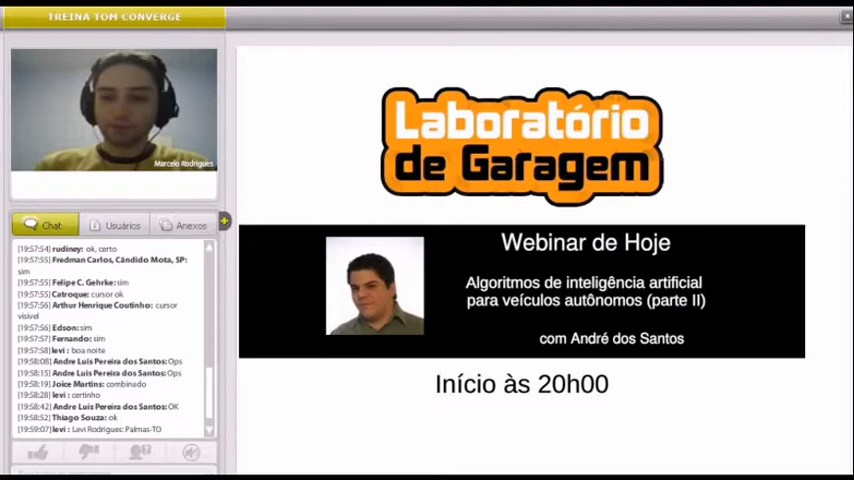 TREINA TOM CONVERGE
Marcelo Rodrigues
Chat
Usuários
Anexos
[19:57:54] rudiney: ok, certo
[19:57:55] Fredman Carlos, Cândido Mota, SP:
sim
[19:57:55] Felipe C. Gehrke: sim
[19:57:55] Catroque: cursor ok
[19:57:56] Arthur Henrique Coutinho: cursor
visível
[19:57:56] Edson: sim
[19:57:57] Fernando: sim
[19:57:58] levi : boa noite
[19:58:08] Andre Luis Pereira dos Santos: Ops
[19:58:15] Andre Luis Pereira dos Santos: Ops
[19:58:19] Joice Martins: combinado
[19:58:28] levi : certinho
[19:58:42] Andre Luis Pereira dos Santos: OK
[19:58:52] Thiago Souza: ok
[19:59:07] levi : Levi Rodrigues: Palmas-TO
Laboratório
de Garagem
Webinar de Hoje
Algoritmos de inteligência artificial
para veículos autônomos (parte II)
com André dos Santos
Início às 20h00